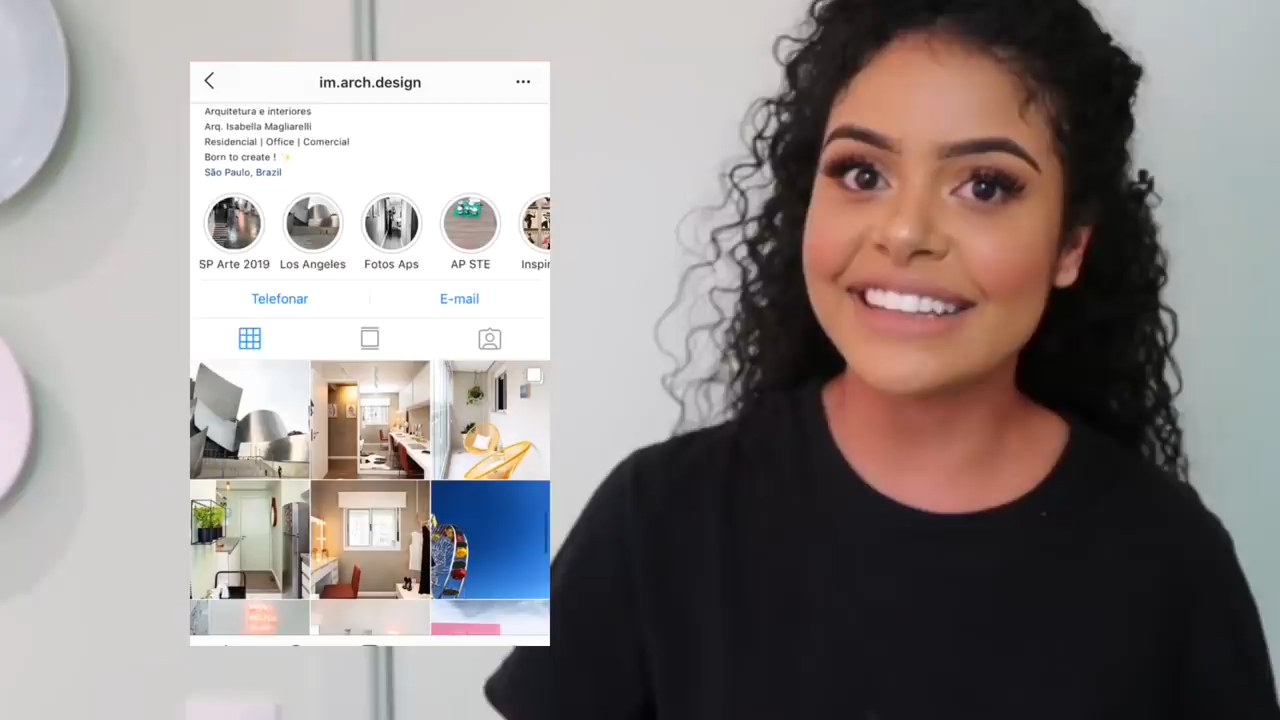 im.arch.design
Arquitetura e interiores
Arq. Isabella Magliarelli
Residencial | Office | Comercial
Born to create ! ✨
São Paulo, Brazil
SP Arte 2019 Los Angeles Fotos Aps AP STE Inspir
Telefonar E-mail